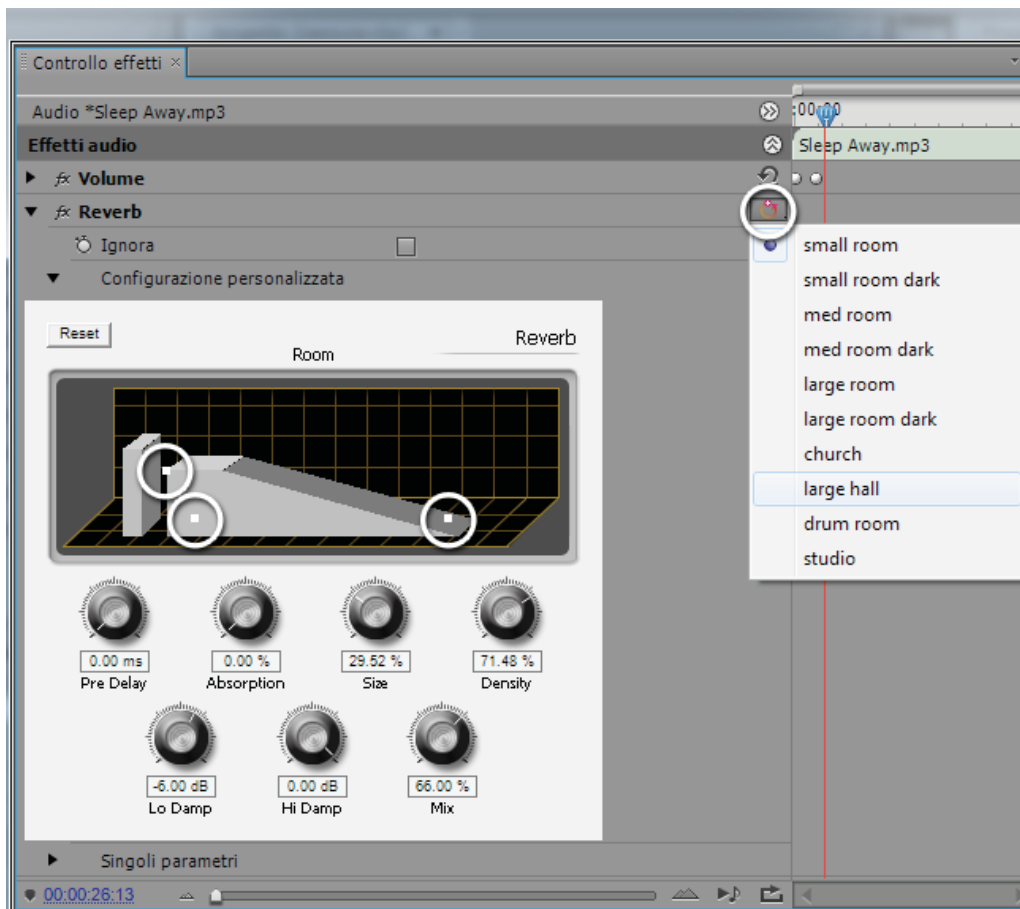 Controllo effetti ×
Audio *Sleep Away.mp3
:00:00
Effetti audio
Sleep Away.mp3
fx Volume
fx Reverb
Ignora
Configurazione personalizzata
small room
small room dark
med room
med room dark
large room
large room dark
church
large hall
drum room
studio
Reset
Reverb
Room
0.00 ms
0.00 %
29.52 %
71.48 %
Pre Delay
Absorption
Size
Density
-6.00 dB
0.00 dB
66.00 %
Lo Damp
Hi Damp
Mix
Singoli parametri
00:00:26:13